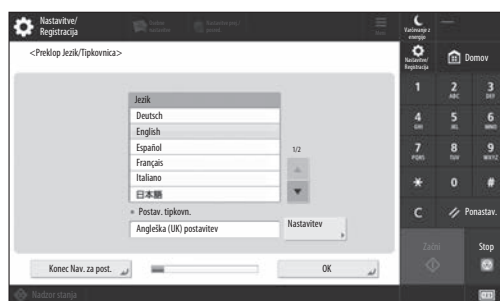 Nastavitve/
Registracija
<Preklop Jezik/Tipkovnica>
Jezik
Deutsch
English
Español
Français
Italiano
日本語
1/2
Postav. tipkovn.
Angleška (UK) postavitev
Nastavitev
Konec Nav. za post.
OK
Nadzor stanja
Varčevanje z
energijo
Nastavitve/
Registracija
Domov
1
2
ABC
3
DEF
4
GHI
5
JKL
6
MNO
7
PQRS
8
TUV
9
WXYZ
*
0
#
C
Ponastav.
Začni
Stop